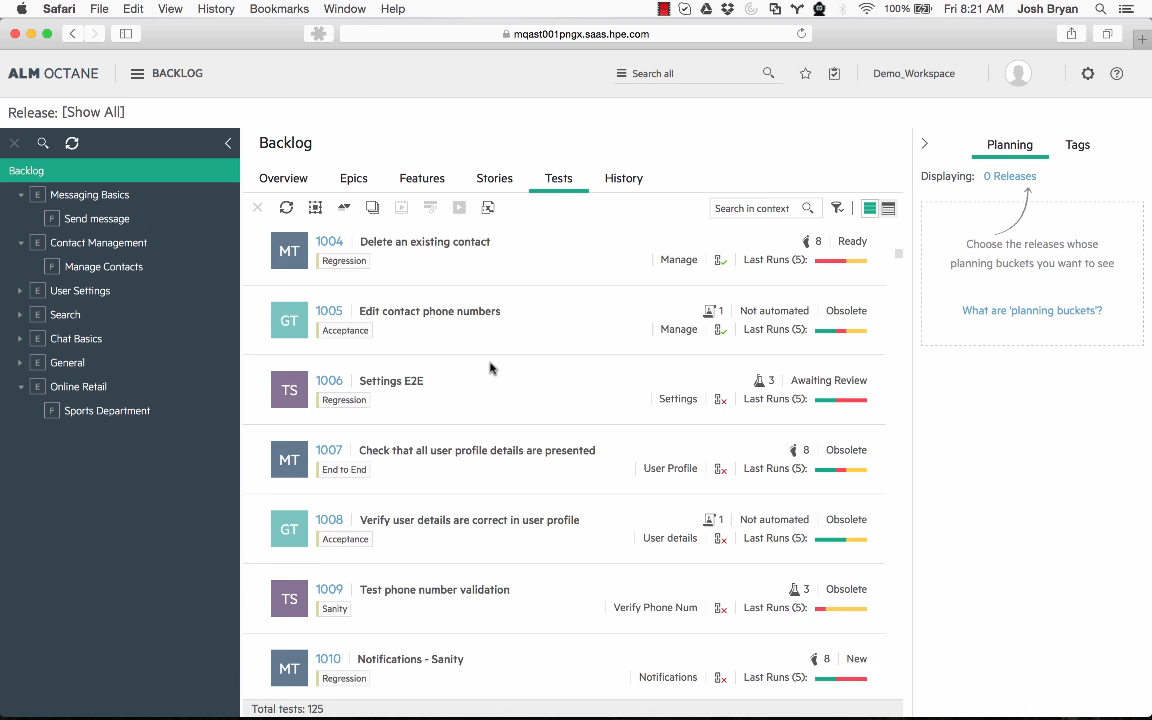 Safari File Edit View History Bookmarks Window Help 100% Fri 8:21 AM Josh Bryan
mqast001pngx.saas.hpe.com
ALM OCTANE BACKLOG Search all Demo_Workspace
Release: [Show All]
Backlog
E Messaging Basics
F Send message
E Contact Management
F Manage Contacts
E User Settings
E Search
E Chat Basics
E General
E Online Retail
F Sports Department
Backlog
Overview Epics Features Stories Tests History
Search in context
MT 1004 Delete an existing contact 8 Ready
Regression Manage Last Runs (5):
GT 1005 Edit contact phone numbers 1 Not automated Obsolete
Acceptance Manage Last Runs (5):
TS 1006 Settings E2E 3 Awaiting Review
Regression Settings Last Runs (5):
MT 1007 Check that all user profile details are presented 8 Obsolete
End to End User Profile Last Runs (5):
GT 1008 Verify user details are correct in user profile 1 Not automated Obsolete
Acceptance User details Last Runs (5):
TS 1009 Test phone number validation 3 Obsolete
Sanity Verify Phone Num Last Runs (5):
MT 1010 Notifications - Sanity 8 New
Regression Notifications Last Runs (5):
Total tests: 125
Planning Tags
Displaying: 0 Releases
Choose the releases whose
planning buckets you want to see
What are 'planning buckets'?